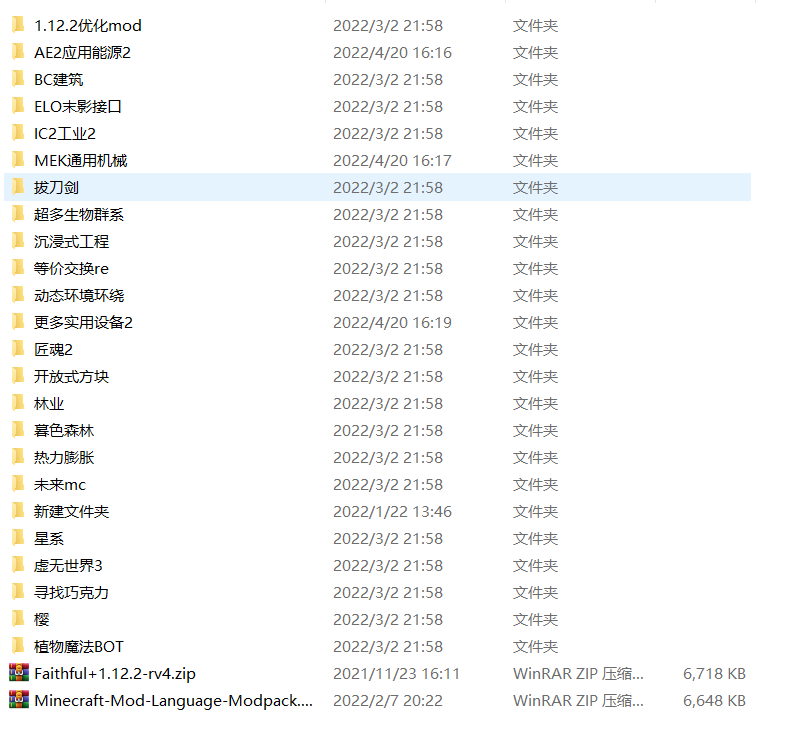 1.12.2优化mod 2022/3/2 21:58 文件夹
AE2应用能源2 2022/4/20 16:16 文件夹
BC建筑 2022/3/2 21:58 文件夹
ELO末影接口 2022/3/2 21:58 文件夹
IC2工业2 2022/3/2 21:58 文件夹
MEK通用机械 2022/4/20 16:17 文件夹
拔刀剑 2022/3/2 21:58 文件夹
超多生物群系 2022/3/2 21:58 文件夹
沉浸式工程 2022/3/2 21:58 文件夹
等价交换re 2022/3/2 21:58 文件夹
动态环境环绕 2022/3/2 21:58 文件夹
更多实用设备2 2022/4/20 16:19 文件夹
匠魂2 2022/3/2 21:58 文件夹
开放式方块 2022/3/2 21:58 文件夹
林业 2022/3/2 21:58 文件夹
暮色森林 2022/3/2 21:58 文件夹
热力膨胀 2022/3/2 21:58 文件夹
未来mc 2022/3/2 21:58 文件夹
新建文件夹 2022/1/22 13:46 文件夹
星系 2022/3/2 21:58 文件夹
虚无世界3 2022/3/2 21:58 文件夹
寻找巧克力 2022/3/2 21:58 文件夹
樱 2022/3/2 21:58 文件夹
植物魔法BOT 2022/3/2 21:58 文件夹
Faithful+1.12.2-rv4.zip 2021/11/23 16:11 WinRAR ZIP 压缩... 6,718 KB
Minecraft-Mod-Language-Modpack.... 2022/2/7 20:22 WinRAR ZIP 压缩... 6,648 KB